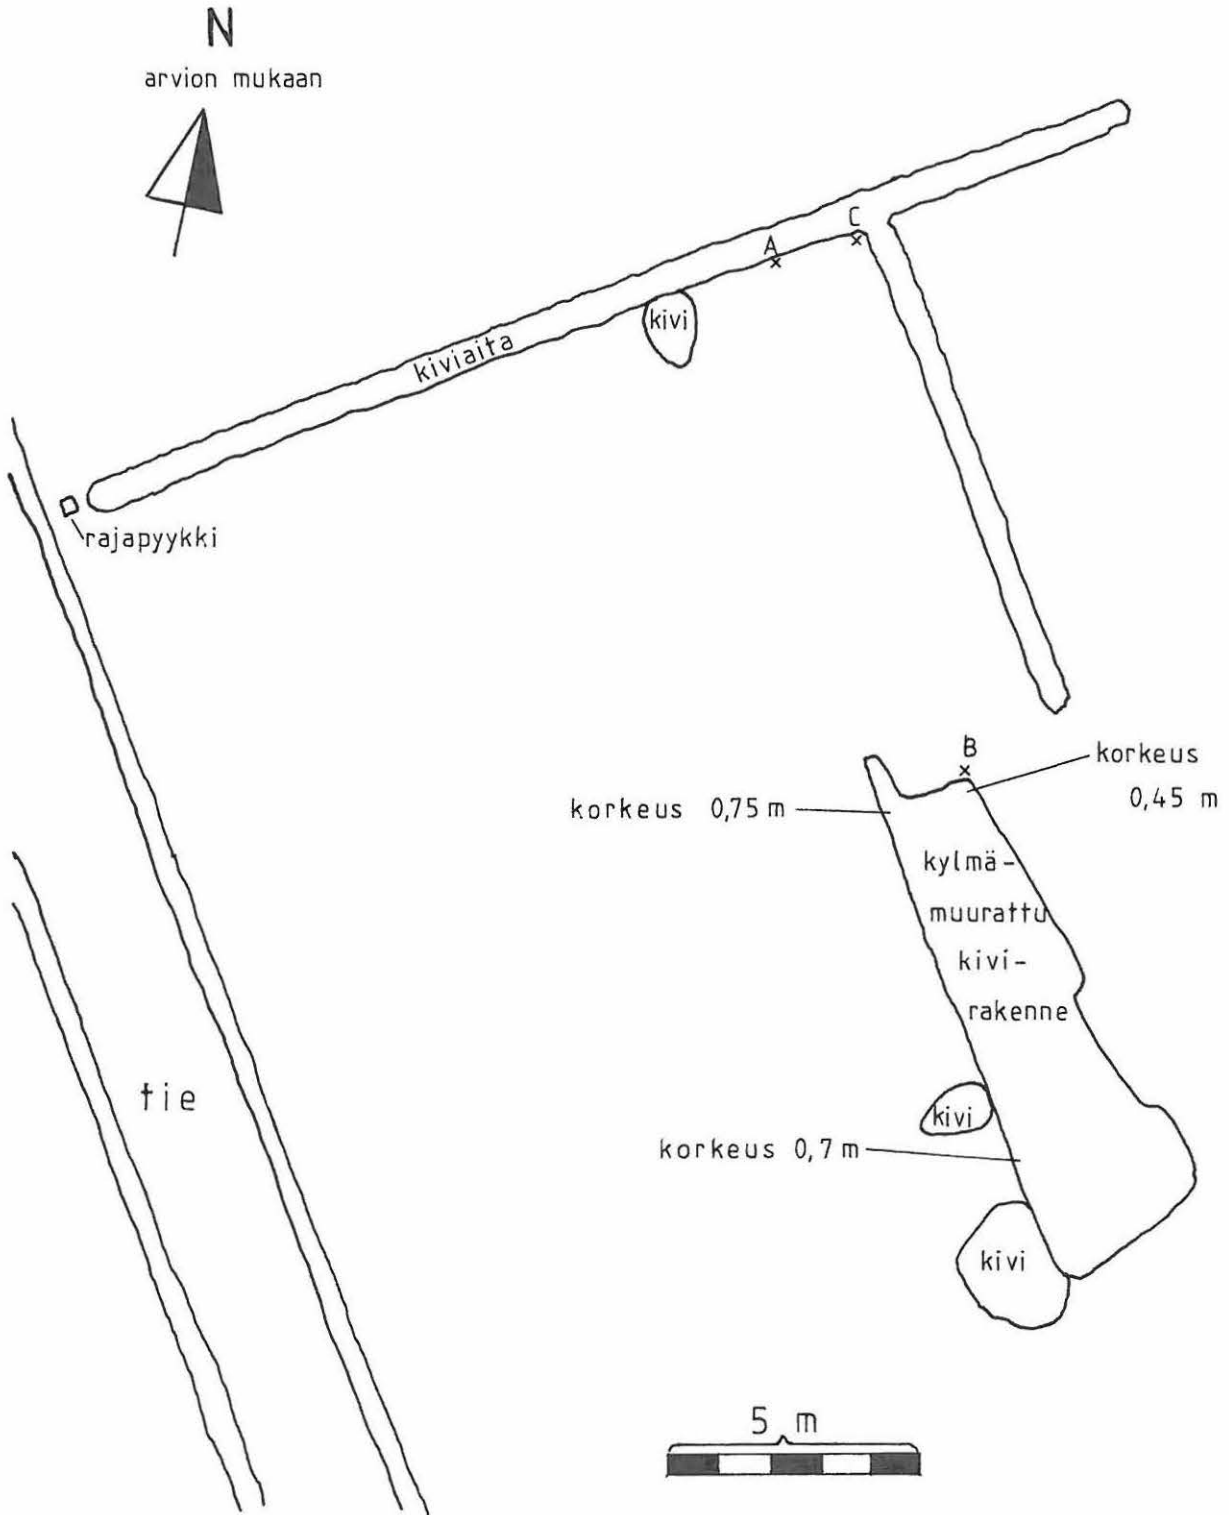 N
arvion mukaan
C
A
kivi
kiviaita
rajapyykki
B
korkeus
0,45 m
korkeus 0,75 m
kylmä-
muurattu
kivi-
rakenne
tie
kivi
korkeus 0,7 m
kivi
5 m